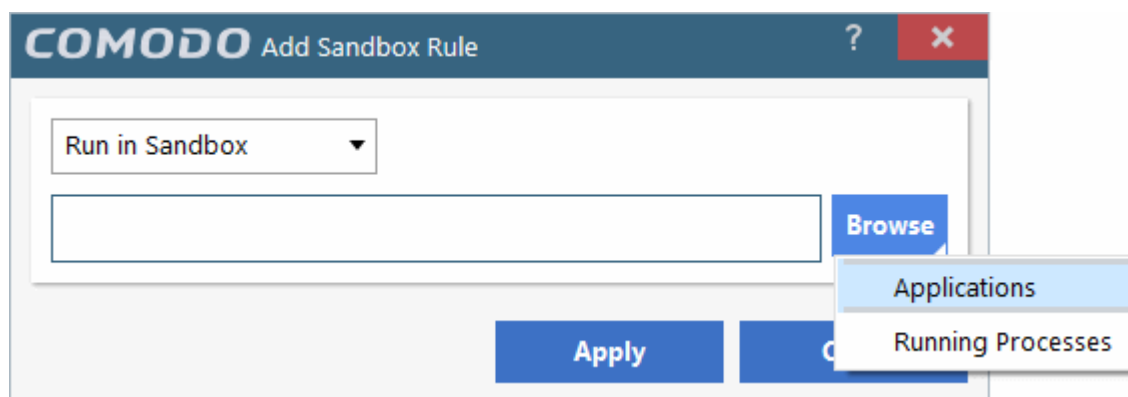 COMODO Add Sandbox Rule ?
Run in Sandbox
Browse
Applications
Running Processes
Apply